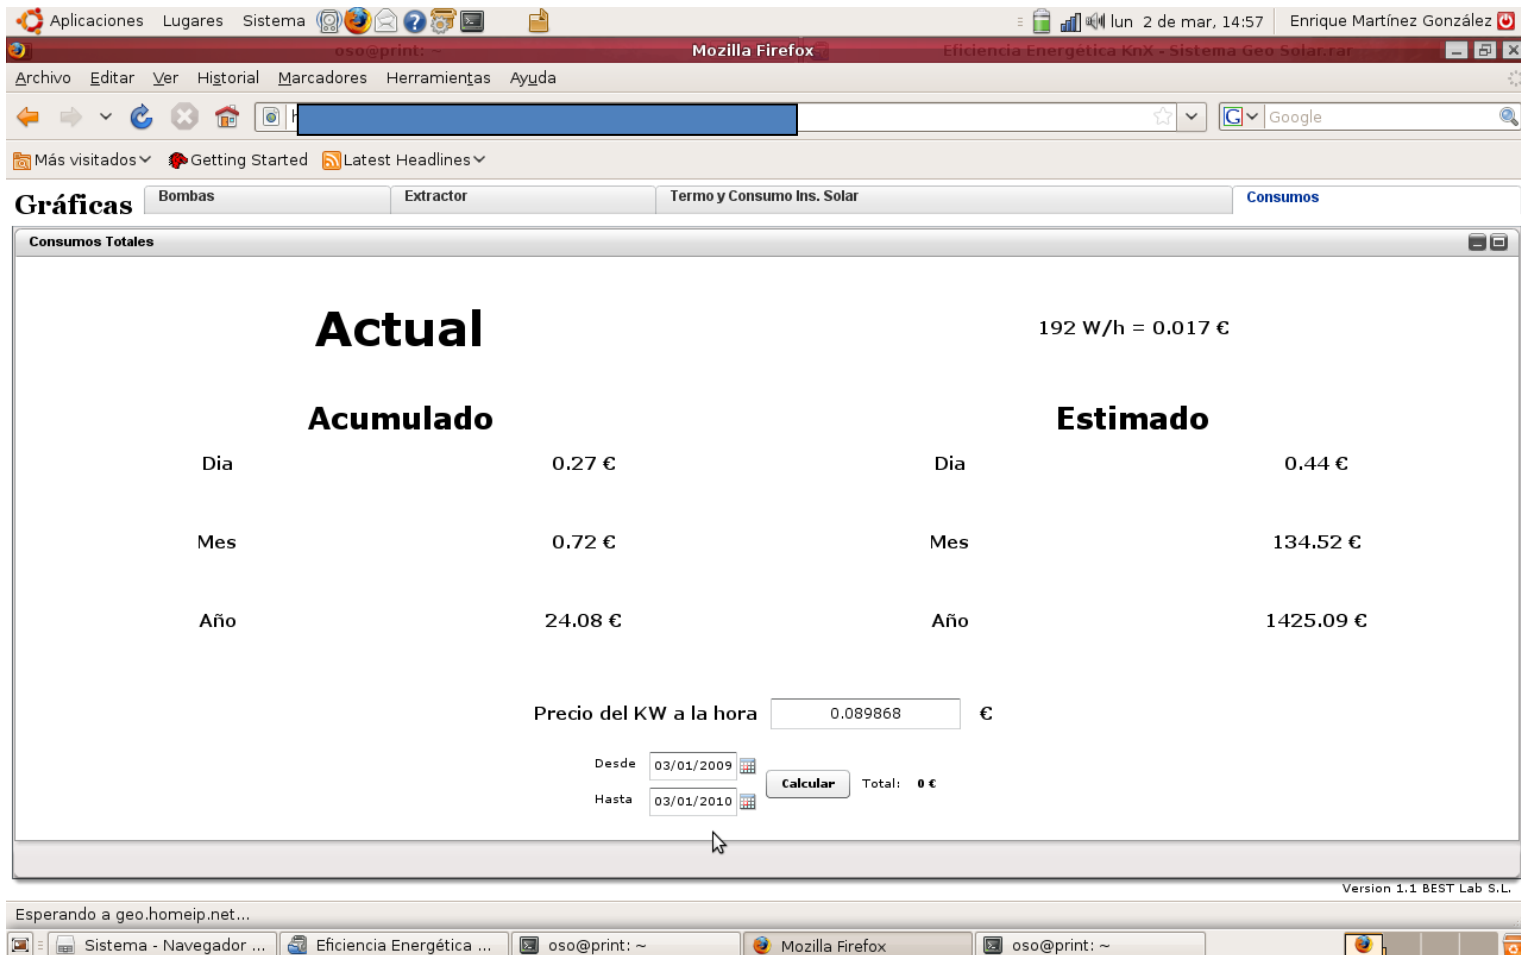 Aplicaciones Lugares Sistema lun 2 de mar, 14:57 Enrique Martínez González
oso@print: ~ Mozilla Firefox Eficiencia Energética KnX - Sistema Geo Solar.rar
Archivo Editar Ver Historial Marcadores Herramientas Ayuda
Google
Más visitados Getting Started Latest Headlines
Gráficas Bombas Extractor Termo y Consumo Ins. Solar Consumos
Consumos Totales
Actual 192 W/h = 0.017 €
Acumulado Estimado
Dia 0.27 € Dia 0.44 €
Mes 0.72 € Mes 134.52 €
Año 24.08 € Año 1425.09 €
Precio del KW a la hora 0.089868 €
Desde 03/01/2009
Calcular Total: 0 €
Hasta 03/01/2010
Version 1.1 BEST Lab S.L.
Esperando a geo.homeip.net...
Sistema - Navegador ... Eficiencia Energética ... oso@print: ~ Mozilla Firefox oso@print: ~